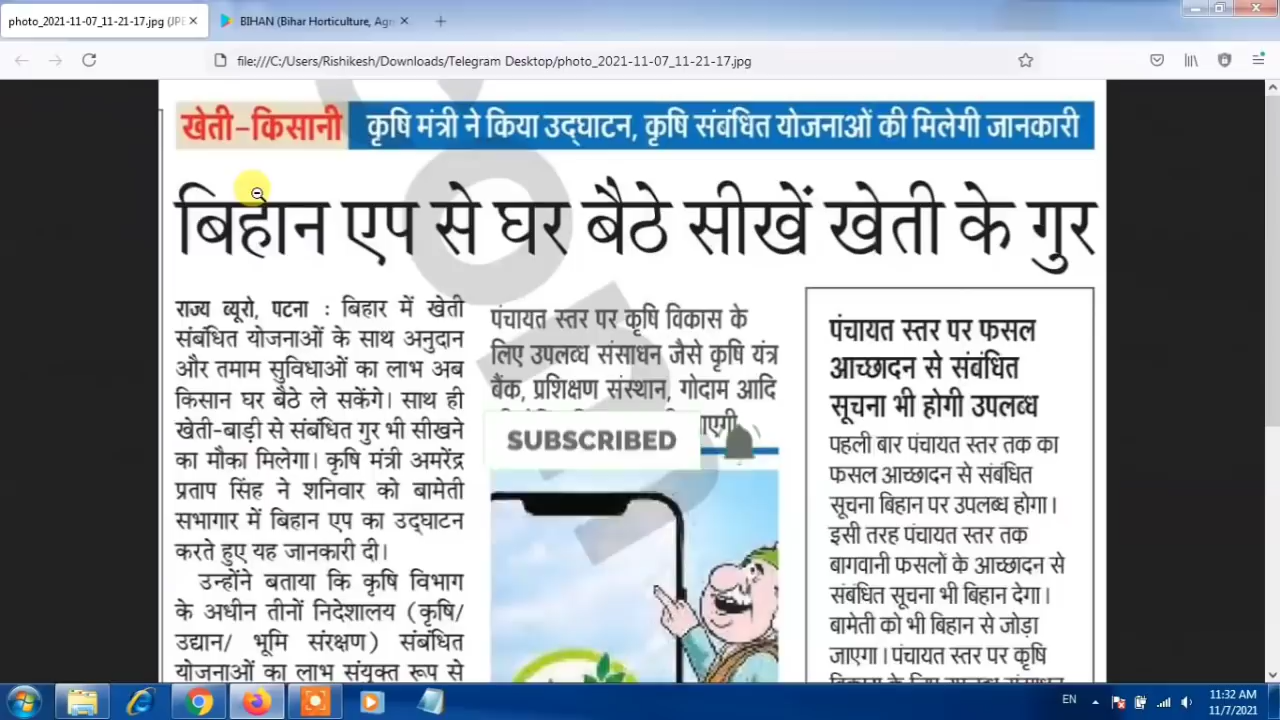 photo_2021-11-07_11-21-17.jpg (JPE
BIHAN (Bihar Horticulture, Agr
file:///C:/Users/Rishikesh/Downloads/Telegram Desktop/photo_2021-11-07_11-21-17.jpg
खेती-किसानी कृषि मंत्री ने किया उद्घाटन, कृषि संबंधित योजनाओं की मिलेगी जानकारी
बिहान एप से घर बैठे सीखें खेती के गुर
राज्य ब्यूरो, पटना : बिहार में खेती
संबंधित योजनाओं के साथ अनुदान
और तमाम सुविधाओं का लाभ अब
किसान घर बैठे ले सकेंगे। साथ ही
खेती-बाड़ी से संबंधित गुर भी सीखने
का मौका मिलेगा। कृषि मंत्री अमरेंद्र
प्रताप सिंह ने शनिवार को बामेती
सभागार में बिहान एप का उद्घाटन
करते हुए यह जानकारी दी।
उन्होंने बताया कि कृषि विभाग
के अधीन तीनों निदेशालय (कृषि/
उद्यान/ भूमि संरक्षण) संबंधित
योजनाओं का लाभ संयुक्त रूप से
पंचायत स्तर पर कृषि विकास के
लिए उपलब्ध संसाधन जैसे कृषि यंत्र
बैंक, प्रशिक्षण संस्थान, गोदाम आदि
SUBSCRIBED
पंचायत स्तर पर फसल
आच्छादन से संबंधित
सूचना भी होगी उपलब्ध
पहली बार पंचायत स्तर तक का
फसल आच्छादन से संबंधित
सूचना बिहान पर उपलब्ध होगा।
इसी तरह पंचायत स्तर तक
बागवानी फसलों के आच्छादन से
संबंधित सूचना भी बिहान देगा।
बामेती को भी बिहान से जोड़ा
जाएगा। पंचायत स्तर पर कृषि
EN
11:32 AM
11/7/2021